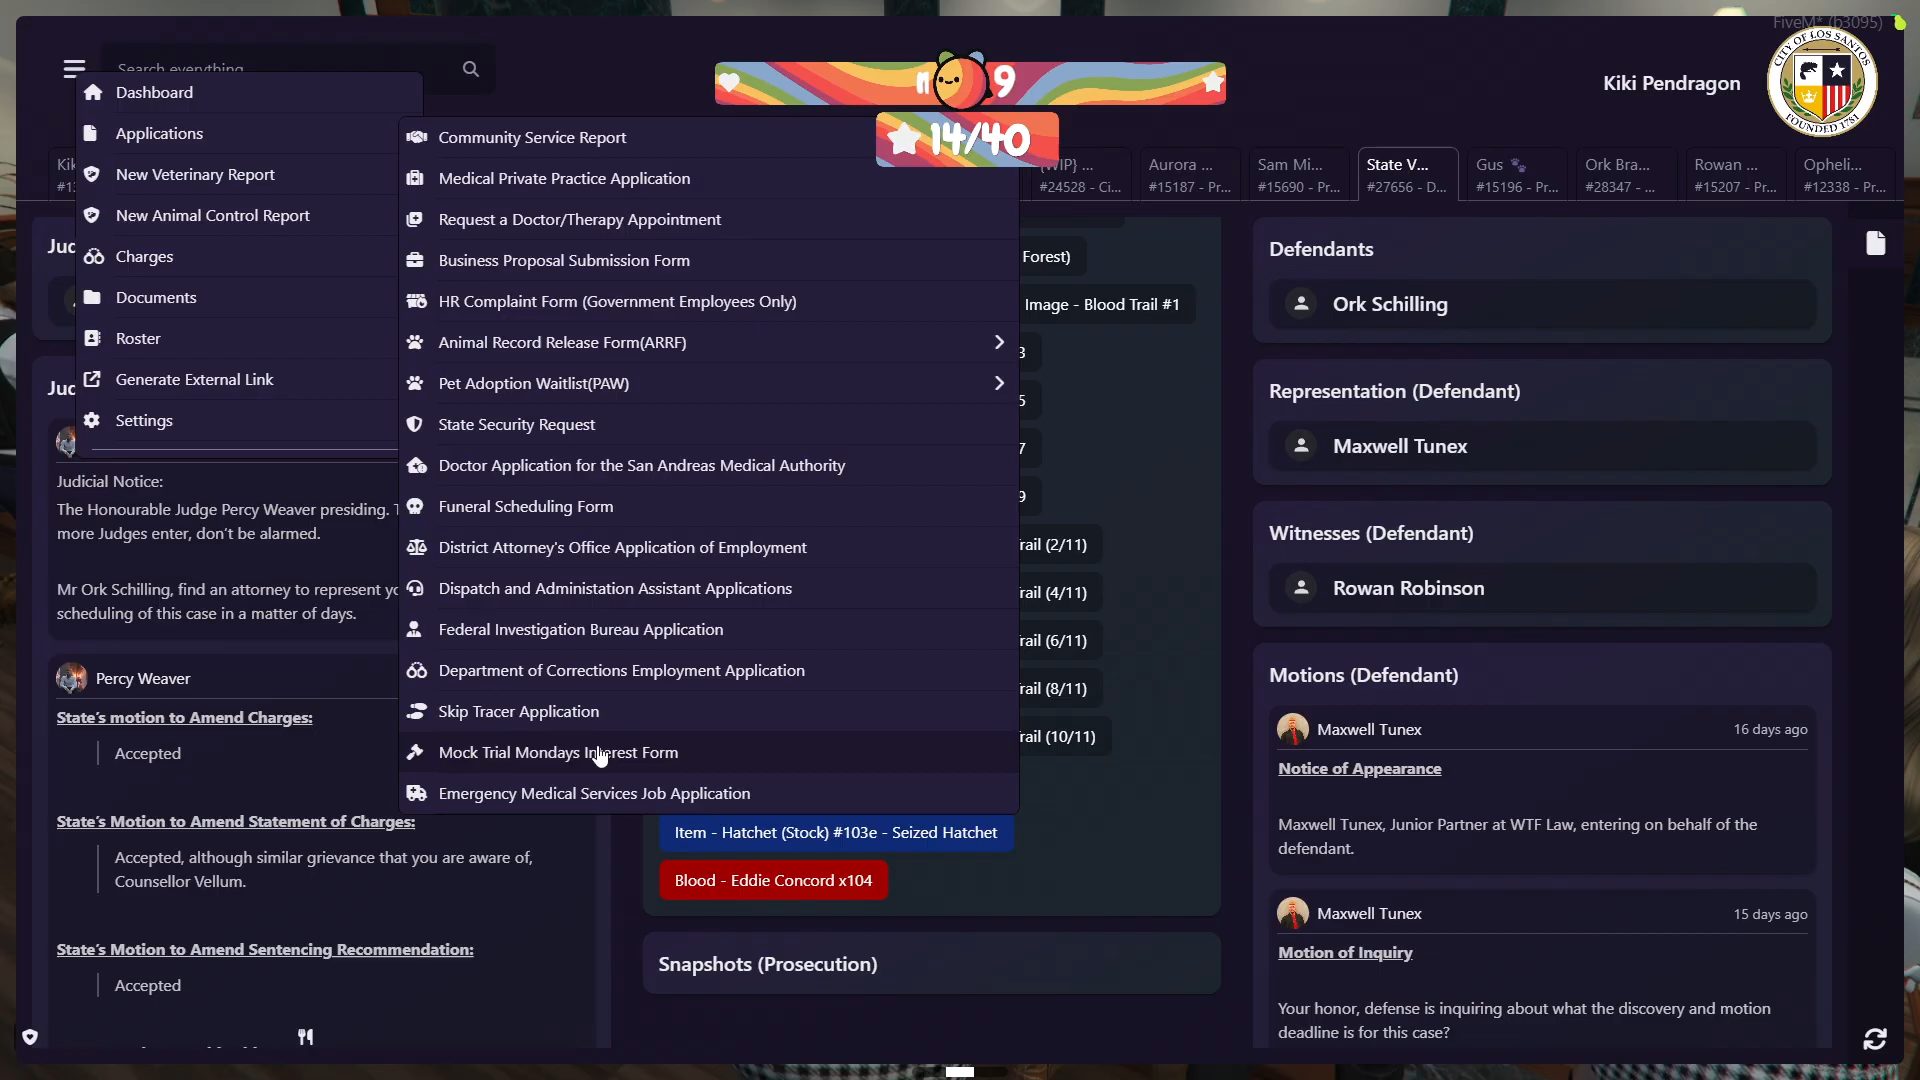 FiveM* (b3095)
Search everything
9
14/40
Kiki Pendragon
CITY OF LOS SANTOS
FOUNDED 1781
Dashboard
Applications
New Veterinary Report
New Animal Control Report
Charges
Documents
Roster
Generate External Link
Settings
Community Service Report
Medical Private Practice Application
Request a Doctor/Therapy Appointment
Business Proposal Submission Form
HR Complaint Form (Government Employees Only)
Animal Record Release Form(ARRF)
Pet Adoption Waitlist(PAW)
State Security Request
Doctor Application for the San Andreas Medical Authority
Funeral Scheduling Form
District Attorney's Office Application of Employment
Dispatch and Administation Assistant Applications
Federal Investigation Bureau Application
Department of Corrections Employment Application
Skip Tracer Application
Mock Trial Mondays Interest Form
Emergency Medical Services Job Application
{WIP} ...
#24528 - Ci...
Aurora ...
#15187 - Pr...
Sam Mi...
#15690 - Pr...
State V...
#27656 - D...
Gus
#15196 - Pr...
Ork Bra...
#28347 - ...
Rowan ...
#15207 - Pr...
Opheli...
#12338 - Pr...
Judicial Notice:
The Honourable Judge Percy Weaver presiding.
more Judges enter, don't be alarmed.
Mr Ork Schilling, find an attorney to represent
scheduling of this case in a matter of days.
Percy Weaver
State's motion to Amend Charges:
Accepted
State's Motion to Amend Statement of Charges:
Accepted, although similar grievance that you are aware of,
Counsellor Vellum.
State's Motion to Amend Sentencing Recommendation:
Accepted
Forest)
Image - Blood Trail #1
3
5
7
9
rail (2/11)
rail (4/11)
rail (6/11)
rail (8/11)
rail (10/11)
Item - Hatchet (Stock) #103e - Seized Hatchet
Blood - Eddie Concord x104
Snapshots (Prosecution)
Defendants
Ork Schilling
Representation (Defendant)
Maxwell Tunex
Witnesses (Defendant)
Rowan Robinson
Motions (Defendant)
Maxwell Tunex
16 days ago
Notice of Appearance
Maxwell Tunex, Junior Partner at WTF Law, entering on behalf of the
defendant.
Maxwell Tunex
15 days ago
Motion of Inquiry
Your honor, defense is inquiring about what the discovery and motion
deadline is for this case?